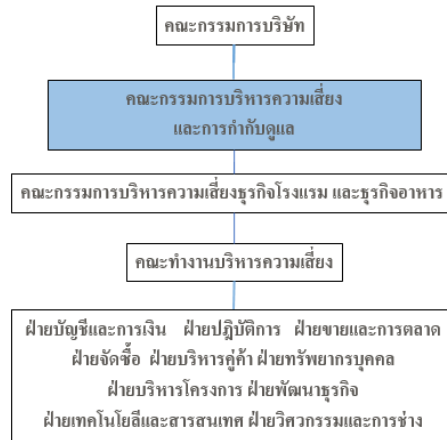 คณะกรรมการบริษัท
คณะกรรมการบริหารความเสี่ยง
และการกำกับดูแล
คณะกรรมการบริหารความเสี่ยงธุรกิจโรงแรม และธุรกิจอาหาร
คณะทำงานบริหารความเสี่ยง
ฝ่ายบัญชีและการเงิน ฝ่ายปฎิบัติการ ฝ่ายขายและการตลาด
ฝ่ายจัดซื้อ ฝ่ายบริหารคู่ค้า ฝ่ายทรัพยากรบุคคล
ฝ่ายบริหารโครงการ ฝ่ายพัฒนาธุรกิจ
ฝ่ายเทคโนโยลีและสารสนเทศ ฝ่ายวิศวกรรมและการช่าง